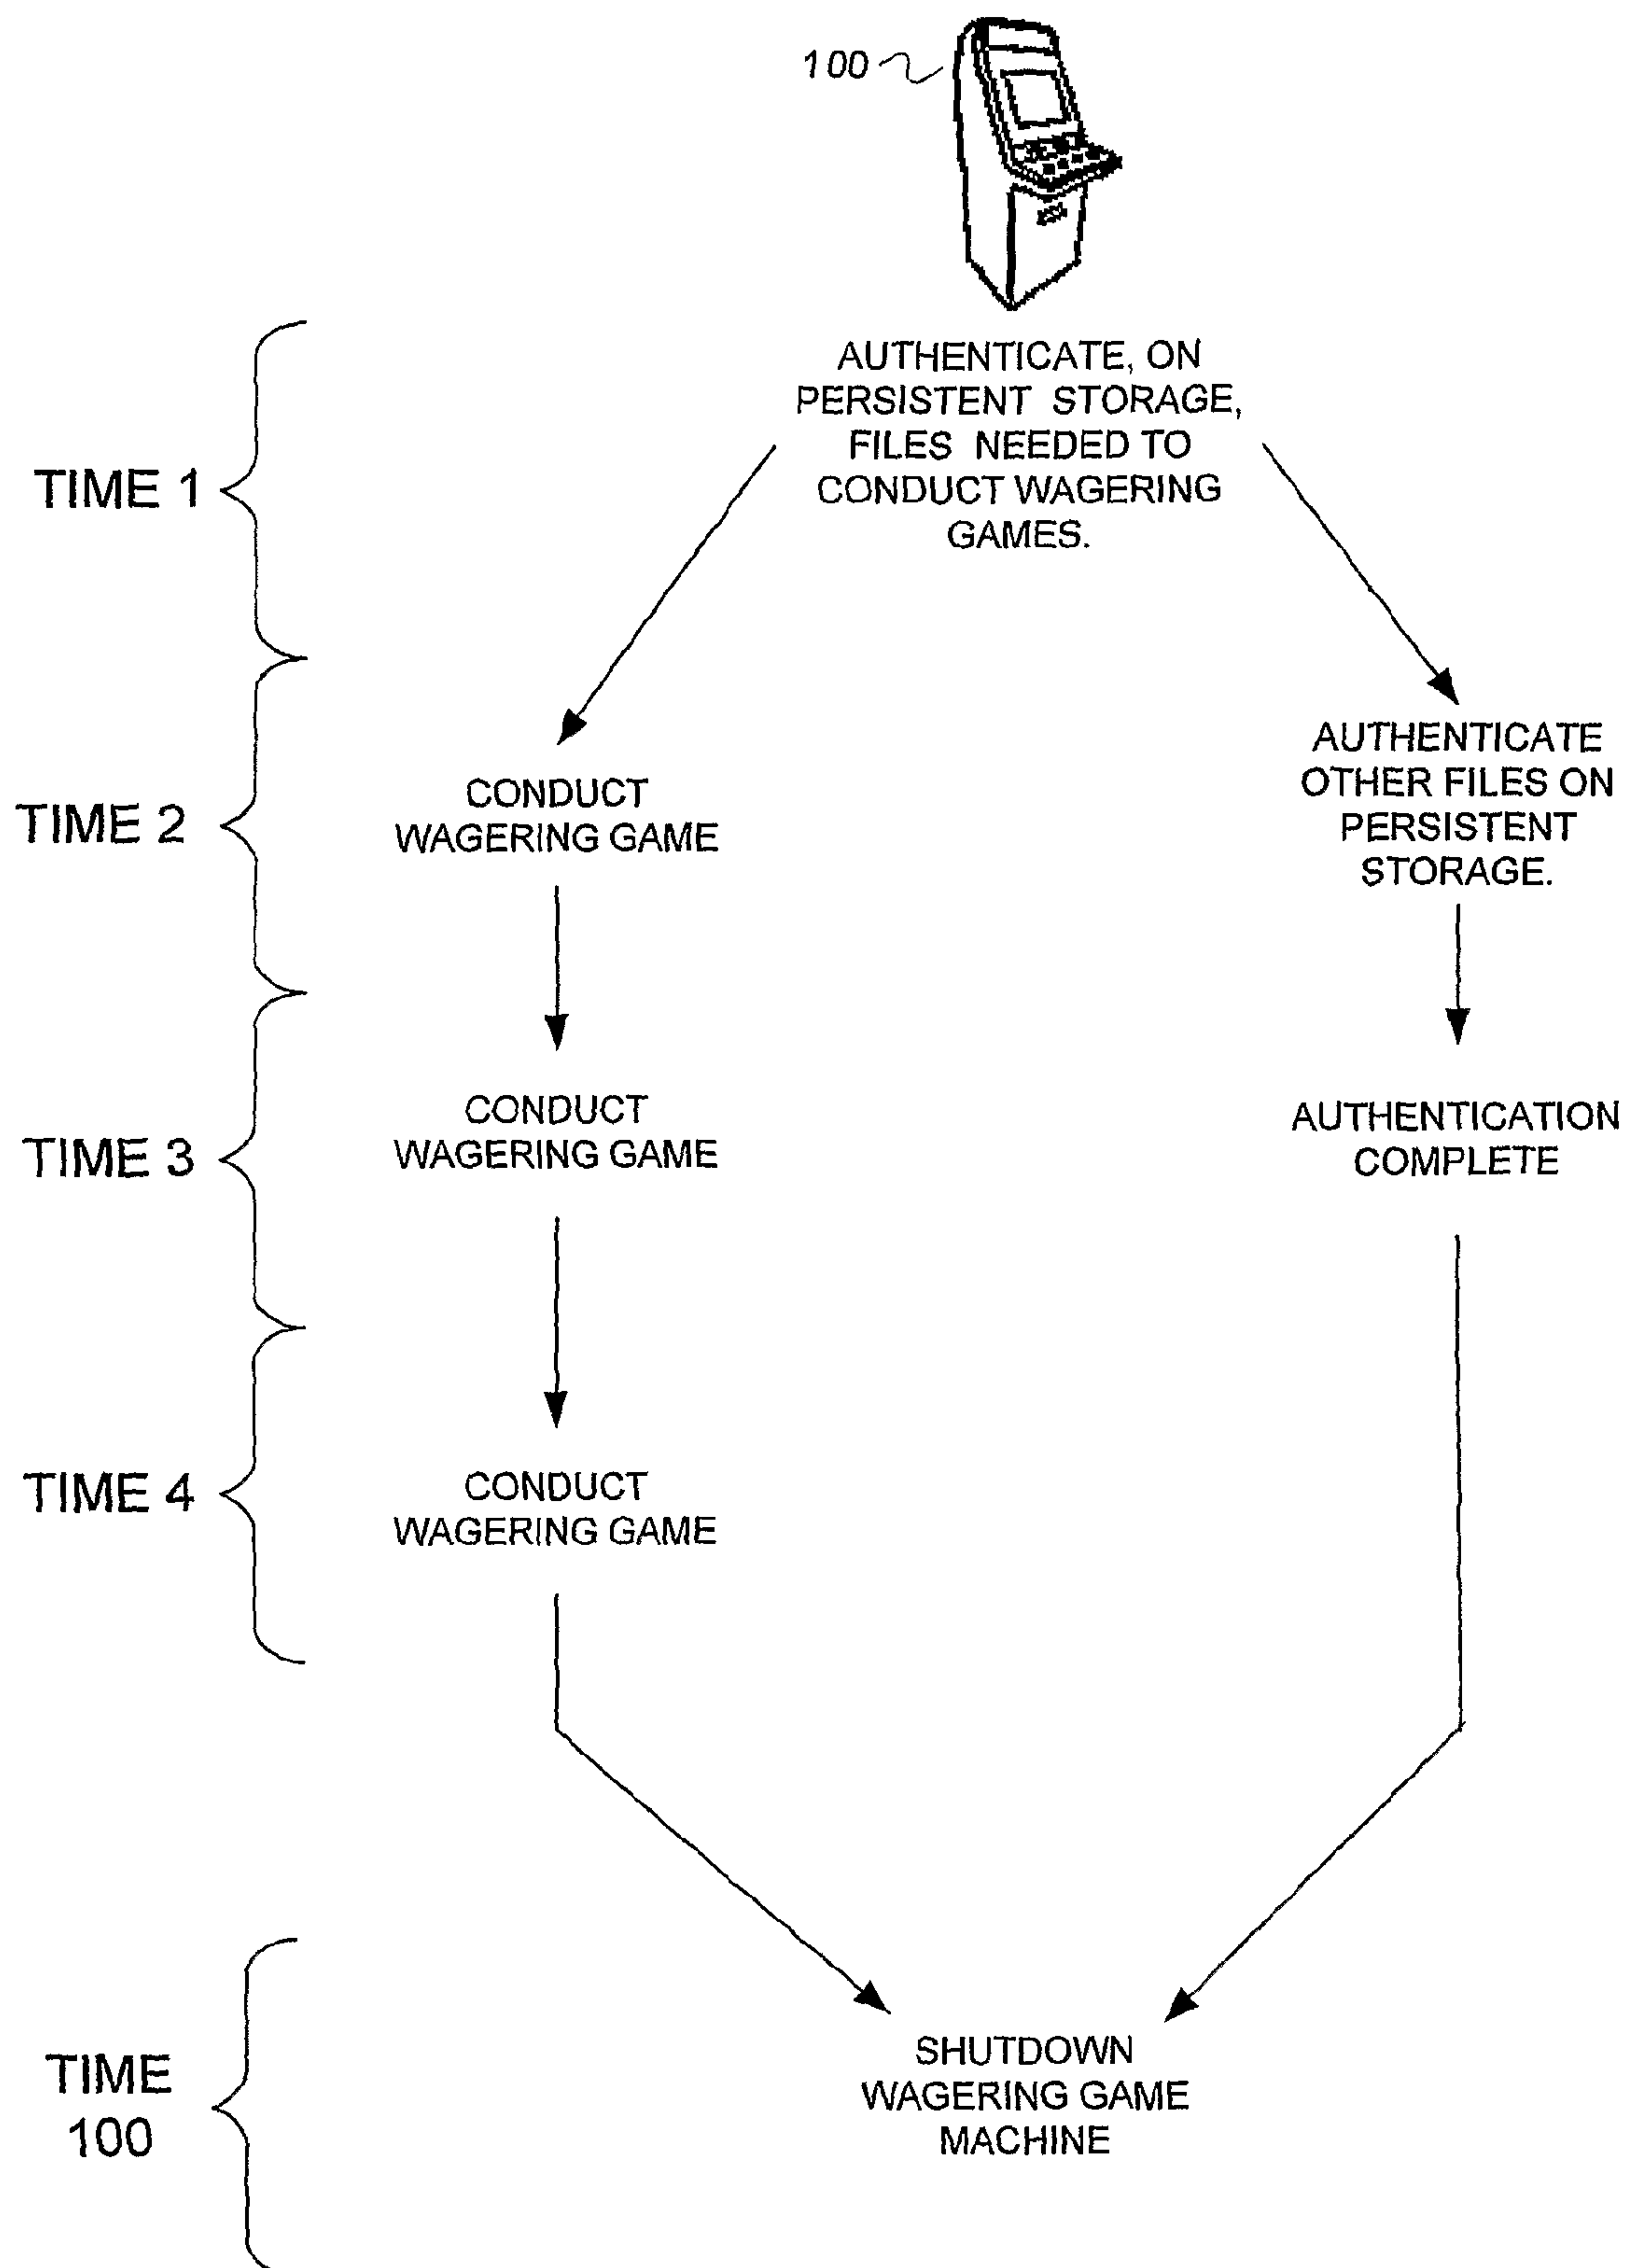 100
AUTHENTICATE, ON
PERSISTENT STORAGE,
FILES NEEDED TO
CONDUCT WAGERING
GAMES.
TIME 1
TIME 2
CONDUCT
WAGERING GAME
AUTHENTICATE
OTHER FILES ON
PERSISTENT
STORAGE.
TIME 3
CONDUCT
WAGERING GAME
AUTHENTICATION
COMPLETE
TIME 4
CONDUCT
WAGERING GAME
TIME
100
SHUTDOWN
WAGERING GAME
MACHINE